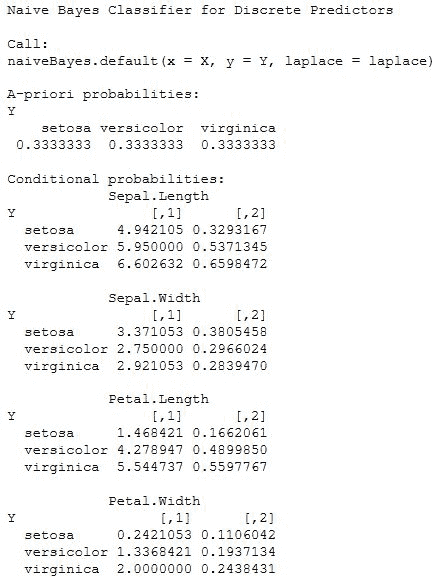 Naive Bayes Classifier for Discrete Predictors
Call:
naiveBayes.default(x = X, y = Y, laplace = laplace)
A-priori probabilities:
Y
setosa versicolor virginica
0.3333333 0.3333333 0.3333333
Conditional probabilities:
Sepal.Length
Y [,1] [,2]
setosa 4.942105 0.3293167
versicolor 5.950000 0.5371345
virginica 6.602632 0.6598472
Sepal.Width
Y [,1] [,2]
setosa 3.371053 0.3805458
versicolor 2.750000 0.2966024
virginica 2.921053 0.2839470
Petal.Length
Y [,1] [,2]
setosa 1.468421 0.1662061
versicolor 4.278947 0.4899850
virginica 5.544737 0.5597767
Petal.Width
Y [,1] [,2]
setosa 0.2421053 0.1106042
versicolor 1.3368421 0.1937134
virginica 2.0000000 0.2438431